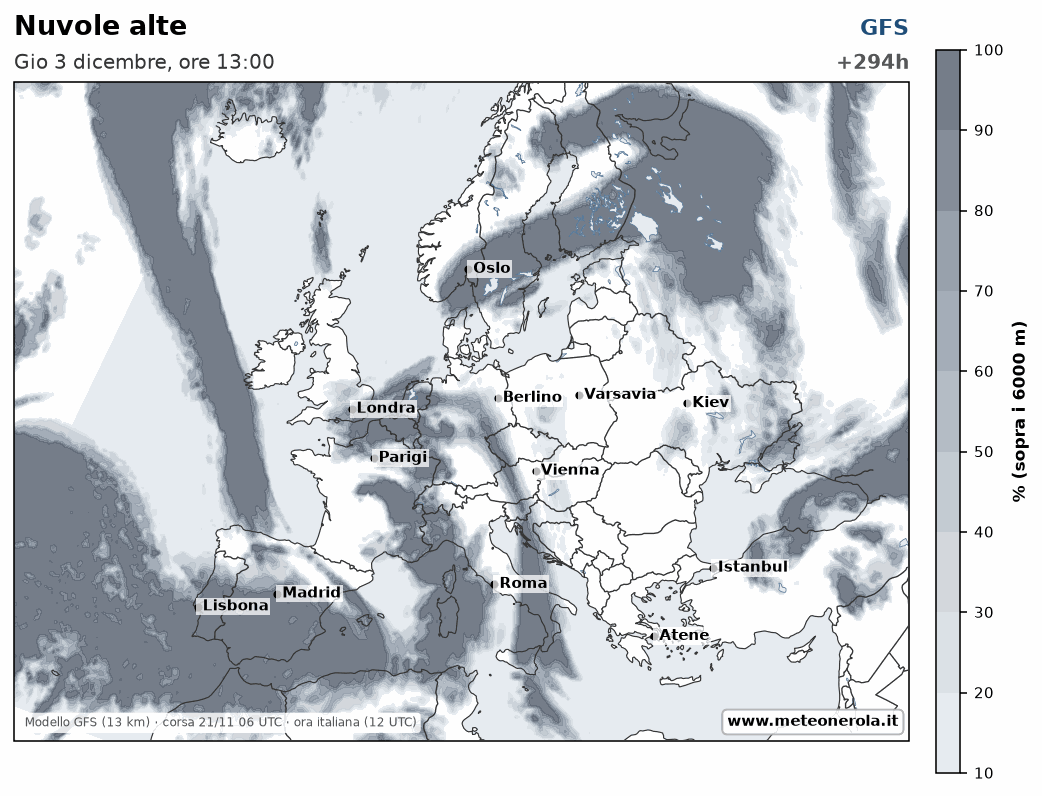 Nuvole alte
GFS
Gio 3 dicembre, ore 13:00
+294h
100
90
80
70
60
50
40
30
20
10
% (sopra i 6000 m)
Oslo
Londra
Berlino
Varsavia
Kiev
Parigi
Vienna
Istanbul
Madrid
Roma
Lisbona
Atene
Modello GFS (13 km) · corsa 21/11 06 UTC · ora italiana (12 UTC)
www.meteonerola.it